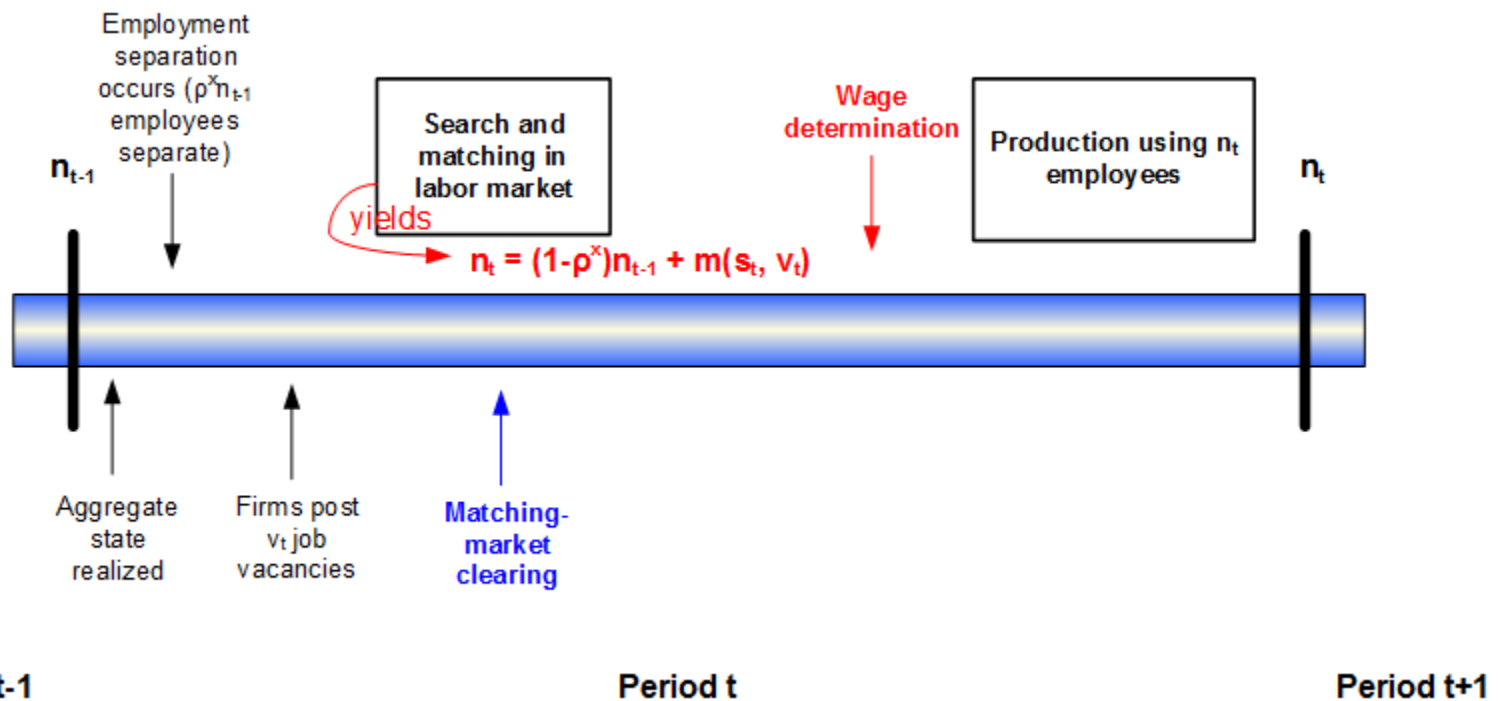 Employment
separation
occurs (ρˣnₜ₋₁
employees
separate)
nₜ₋₁
Search and
matching in
labor market
yields
nₜ = (1-ρˣ)nₜ₋₁ + m(sₜ, vₜ)
Wage
determination
Production using nₜ
employees
nₜ
Aggregate
state
realized
Firms post
vₜ job
vacancies
Matching-
market
clearing
t-1
Period t
Period t+1